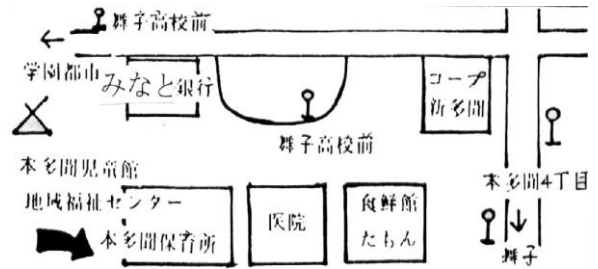 舞子高校前
学園都市
みなと銀行
コープ
新多聞
舞子高校前
本多聞児童館
本多聞4丁目
地域福祉センター
本多聞保育所
医院
食鮮館
たもん
舞子